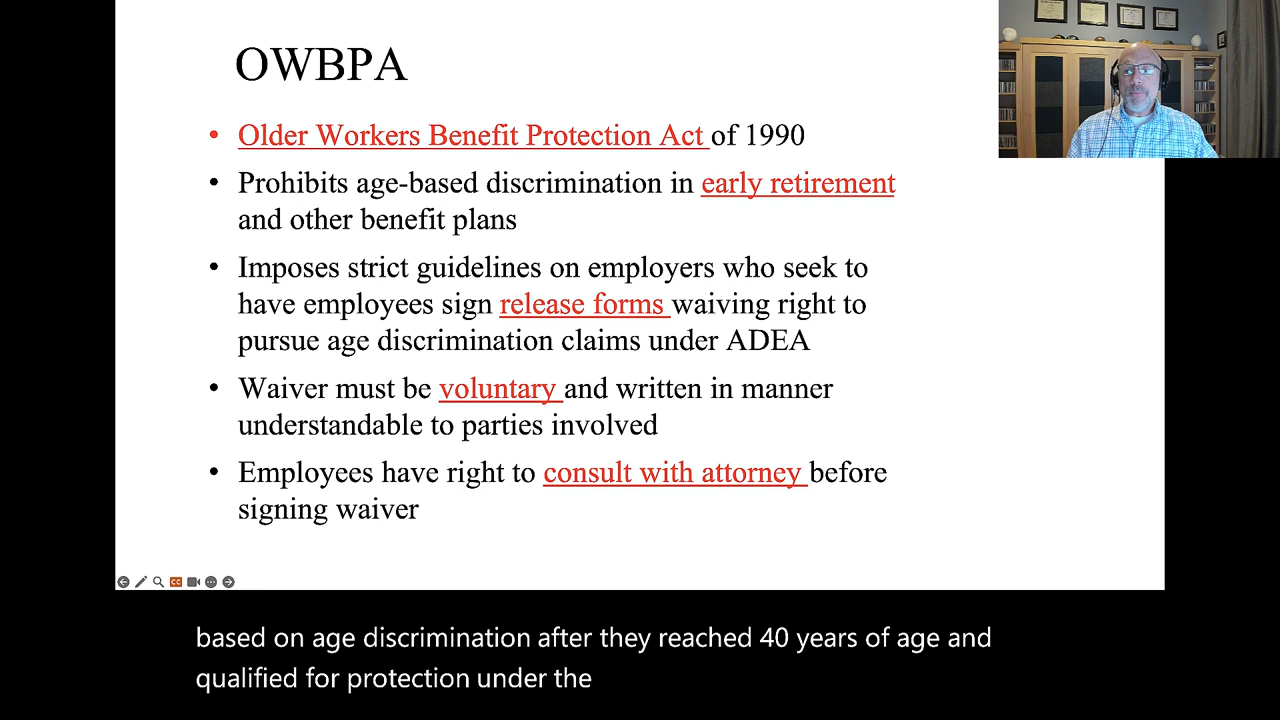 OWBPA
• Older Workers Benefit Protection Act of 1990
• Prohibits age-based discrimination in early retirement
and other benefit plans
• Imposes strict guidelines on employers who seek to
have employees sign release forms waiving right to
pursue age discrimination claims under ADEA
• Waiver must be voluntary and written in manner
understandable to parties involved
• Employees have right to consult with attorney before
signing waiver
CC
based on age discrimination after they reached 40 years of age and
qualified for protection under the